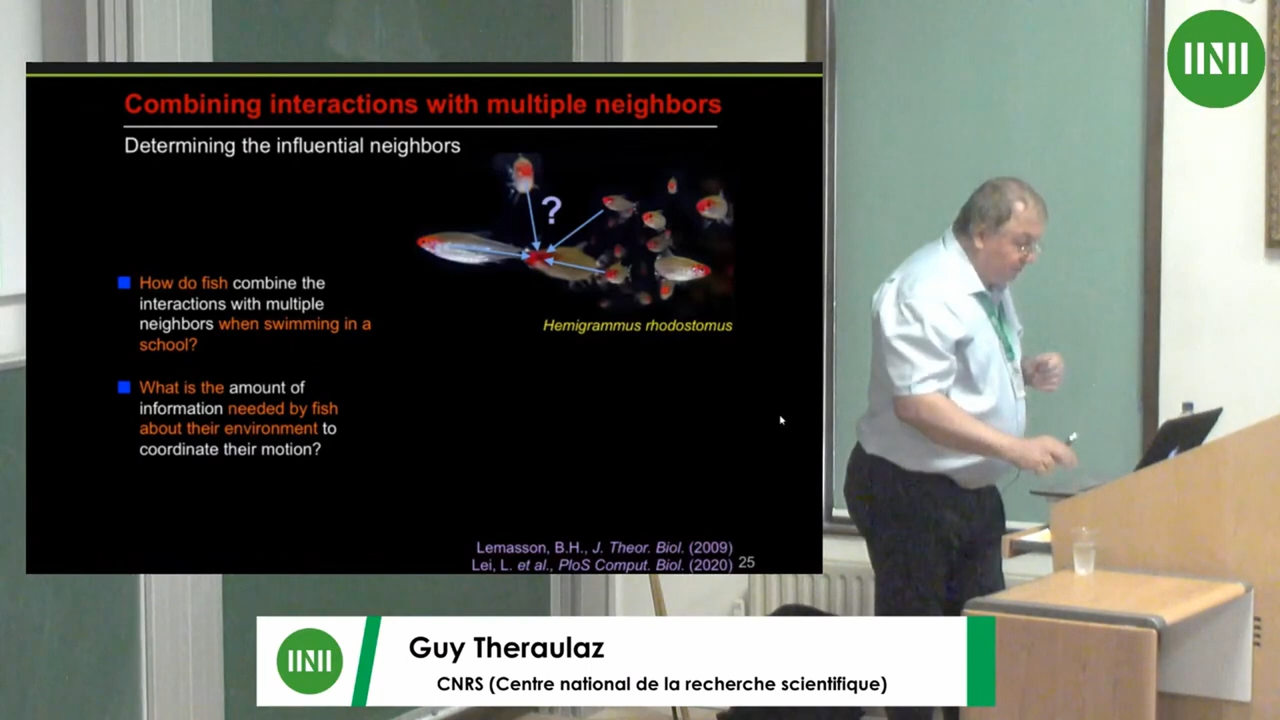 Combining interactions with multiple neighbors
Determining the influential neighbors
?
How do fish combine the
interactions with multiple
neighbors when swimming in a
school?
Hemigrammus rhodostomus
What is the amount of
information needed by fish
about their environment to
coordinate their motion?
Lemasson, B.H., J. Theor. Biol. (2009)
Lei, L. et al., PloS Comput. Biol. (2020)
25
Guy Theraulaz
CNRS (Centre national de la recherche scientifique)